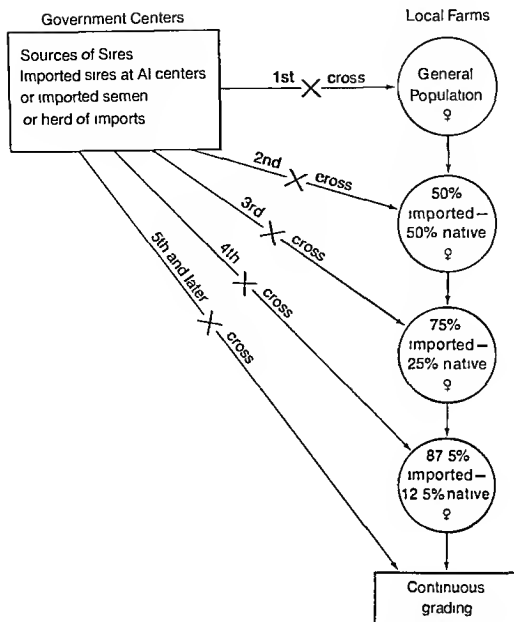 Government Centers
Local Farms
Sources of Sires
Imported sires at AI centers
or imported semen
or herd of imports
1st cross
General
Population
♀
2nd cross
50%
imported—
50% native
♀
3rd cross
75%
imported—
25% native
♀
4th cross
87 5%
imported—
12 5% native
♀
5th and later cross
Continuous
grading